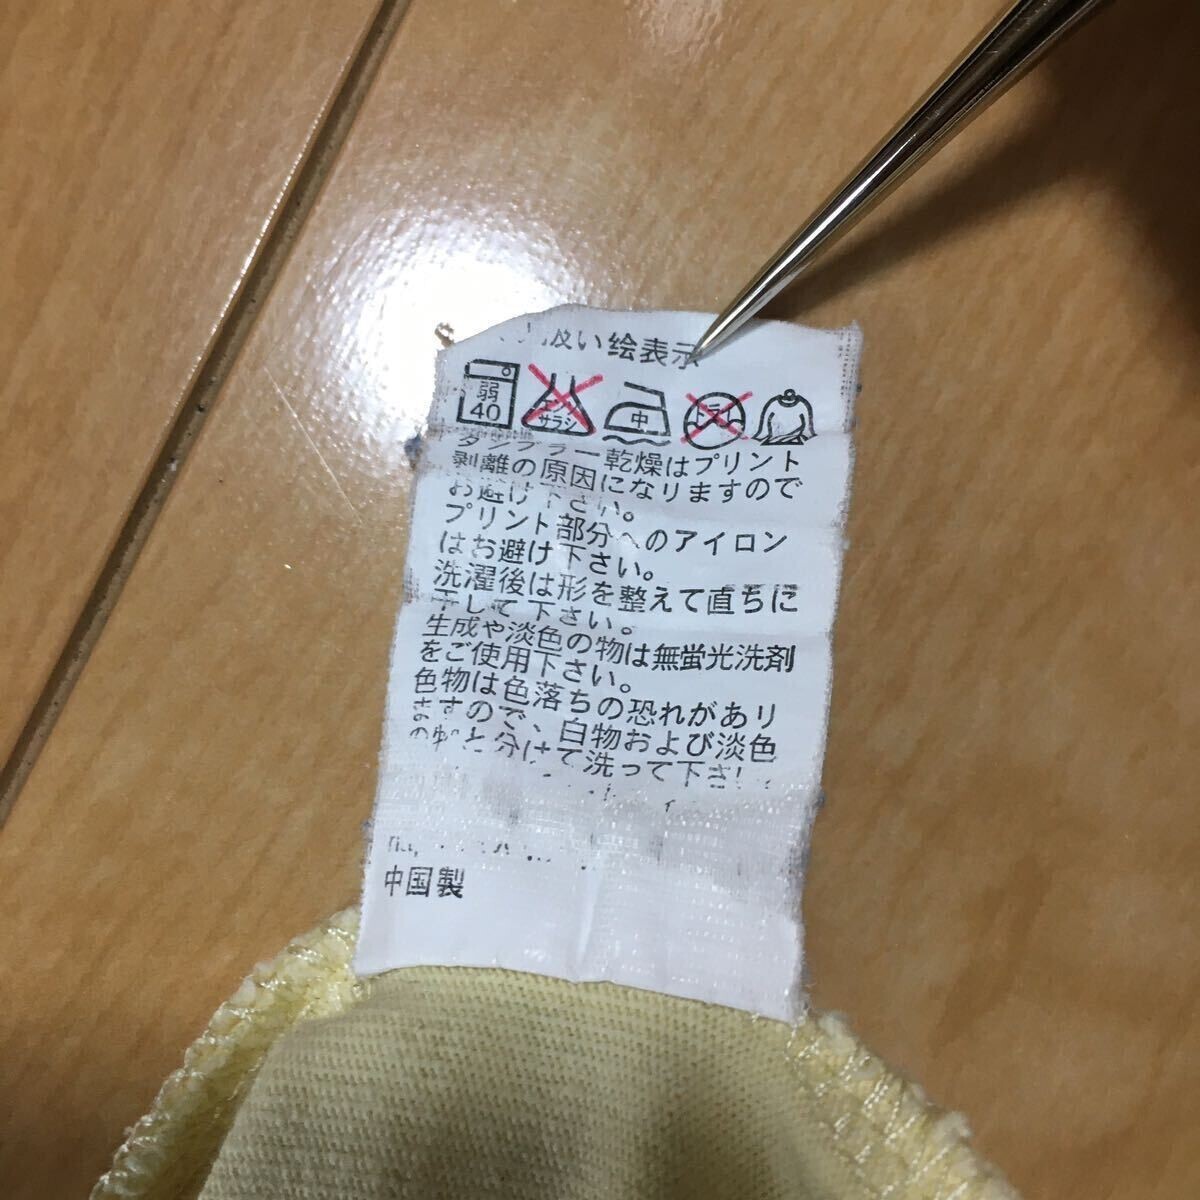 扱い絵表示
弱 40 エンソサラシ 中 ドライ
タンブラー乾燥はプリント
剥離の原因になりますので
お避け下さい。
プリント部分へのアイロン
はお避け下さい。
洗濯後は形を整えて直ちに
干して下さい。
生成や淡色の物は無蛍光洗剤
をご使用下さい。
色物は色落ちの恐れがあり
ますので、白物および淡色
の物と分けて洗って下さい
中国製